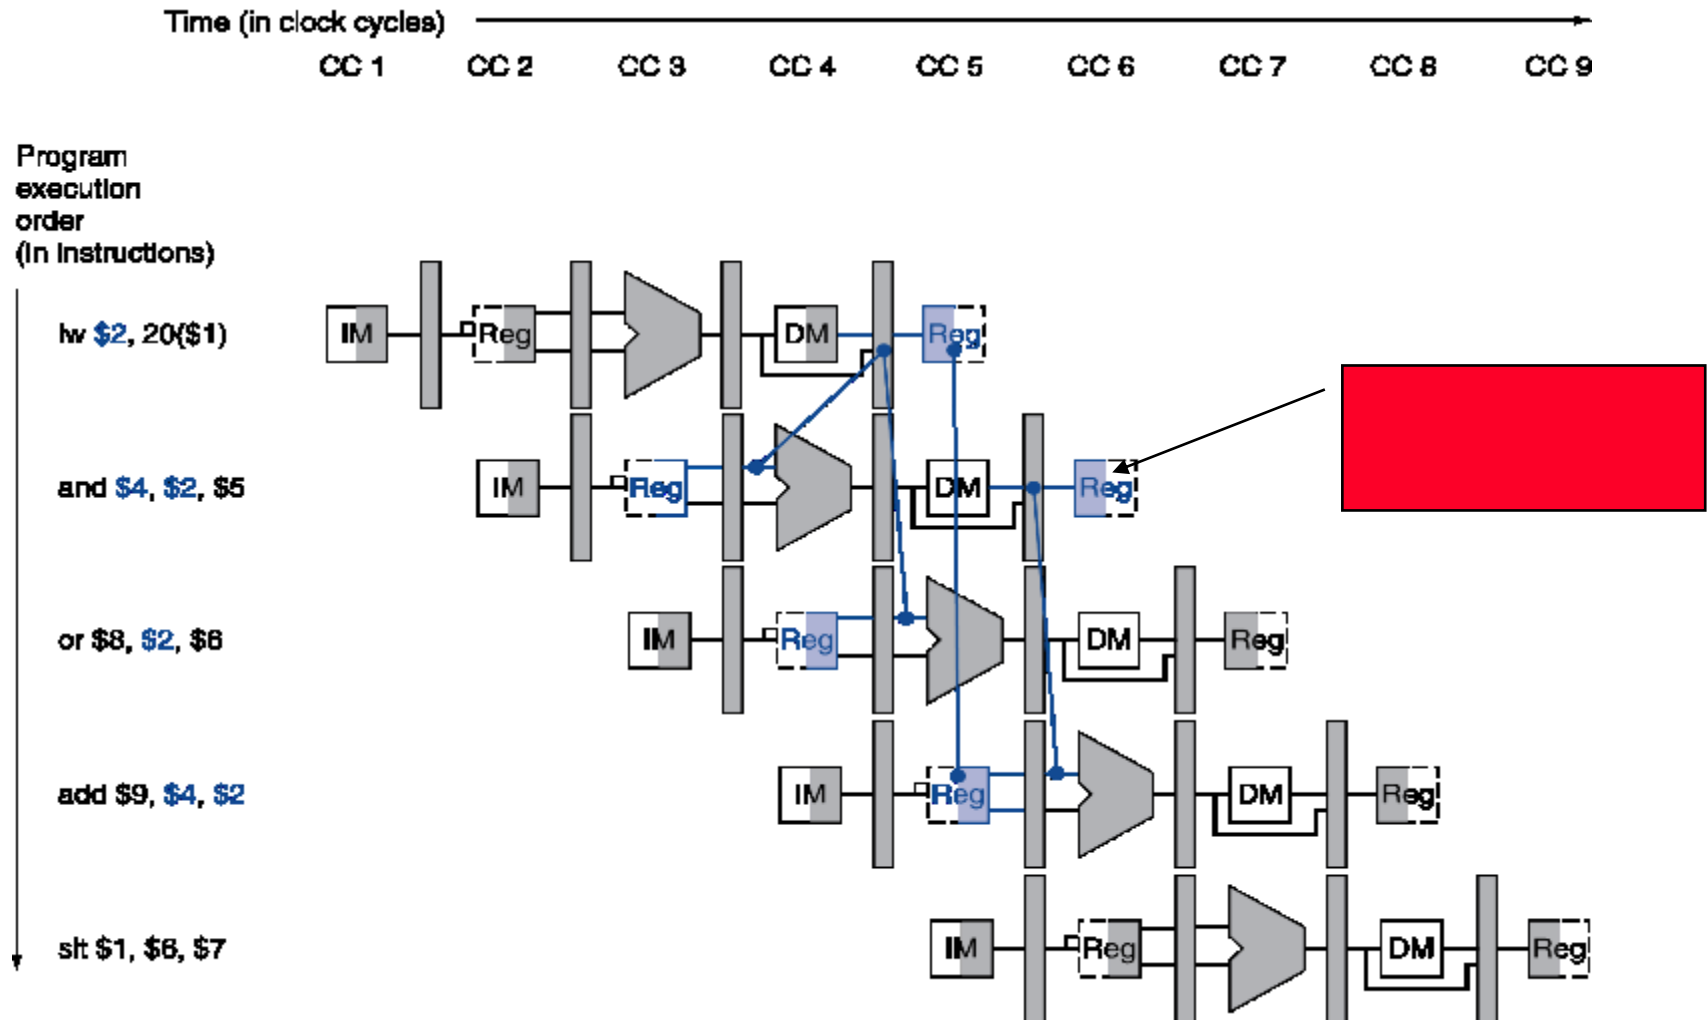 Time (in clock cycles)
CC 1 CC 2 CC 3 CC 4 CC 5 CC 6 CC 7 CC 8 CC 9
Program
execution
order
(in instructions)
lw $2, 20($1) IM Reg DM Reg
and $4, $2, $5 IM Reg DM Reg
or $8, $2, $6 IM Reg DM Reg
add $9, $4, $2 IM Reg DM Reg
slt $1, $6, $7 IM Reg DM Reg